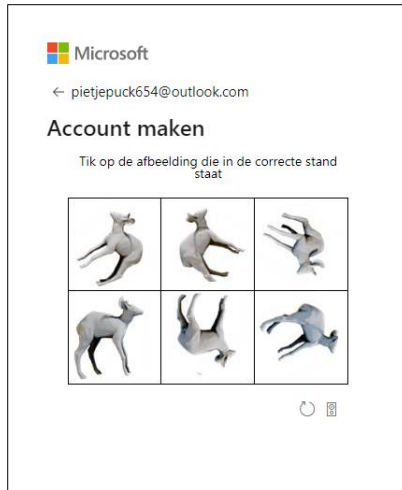 Microsoft
← pietjepuck654@outlook.com
Account maken
Tik op de afbeelding die in de correcte stand
staat